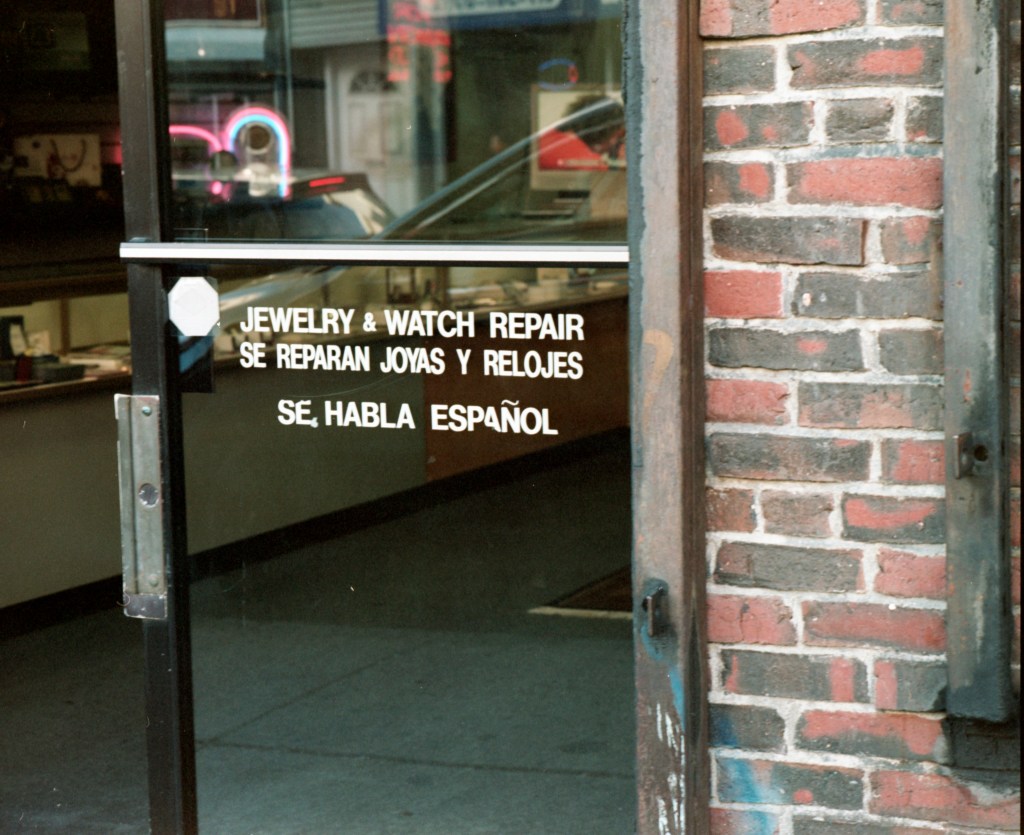 JEWELRY & WATCH REPAIR
SE REPARAN JOYAS Y RELOJES
SE HABLA ESPAÑOL